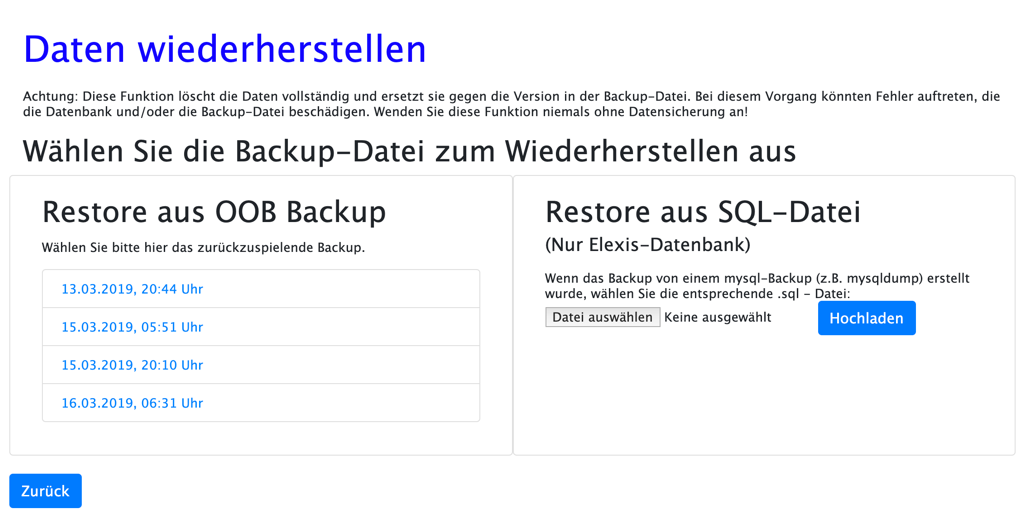 Daten wiederherstellen
Achtung: Diese Funktion löscht die Daten vollständig und ersetzt sie gegen die Version in der Backup-Datei. Bei diesem Vorgang könnten Fehler auftreten, die
die Datenbank und/oder die Backup-Datei beschädigen. Wenden Sie diese Funktion niemals ohne Datensicherung an!
Wählen Sie die Backup-Datei zum Wiederherstellen aus
Restore aus OOB Backup
Wählen Sie bitte hier das zurückzuspielende Backup.
13.03.2019, 20:44 Uhr
15.03.2019, 05:51 Uhr
15.03.2019, 20:10 Uhr
16.03.2019, 06:31 Uhr
Restore aus SQL-Datei
(Nur Elexis-Datenbank)
Wenn das Backup von einem mysql-Backup (z.B. mysqldump) erstellt
wurde, wählen Sie die entsprechende .sql - Datei:
Datei auswählen Keine ausgewählt Hochladen
Zurück